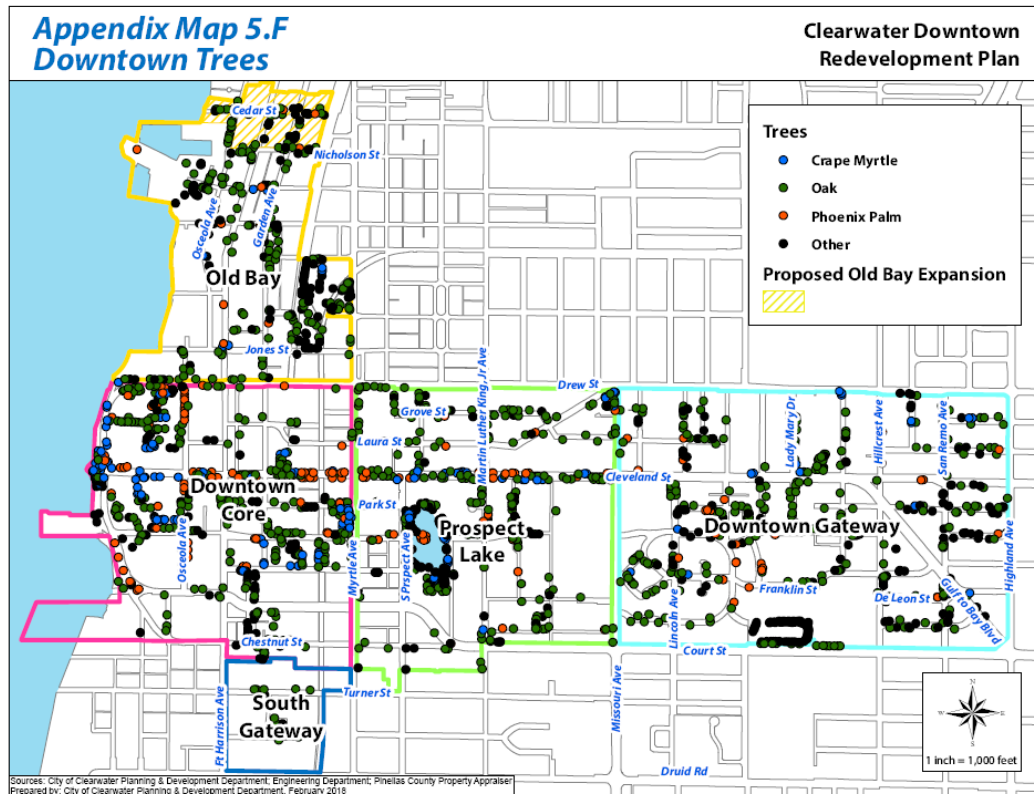 Appendix Map 5.F
Downtown Trees
Clearwater Downtown
Redevelopment Plan
Trees
Crape Myrtle
Oak
Phoenix Palm
Other
Proposed Old Bay Expansion
Cedar St
Nicholson St
Osceola Ave
Garden Ave
Old Bay
Jones St
Drew St
Grove St
Martin Luther King, Jr Ave
Laura St
Cleveland St
Lady Mary Dr
Hillcrest Ave
San Remo Ave
Downtown
Core
Park St
Prospect
Lake
Downtown Gateway
Osceola Ave
Myrtle Ave
S Prspect Ave
Highland Ave
Franklin St
De Leon St
Gulf to Bay Blvd
Lincoln Ave
Chestnut St
Court St
Turner St
South
Gateway
Ft Harrison Ave
Missouri Ave
Druid Rd
N
W
E
S
1 inch = 1,000 feet
Sources: City of Clearwater Planning & Development Department; Engineering Department; Pinellas County Property Appraiser
Prepared by: City of Clearwater Planning & Development Department, February 2018